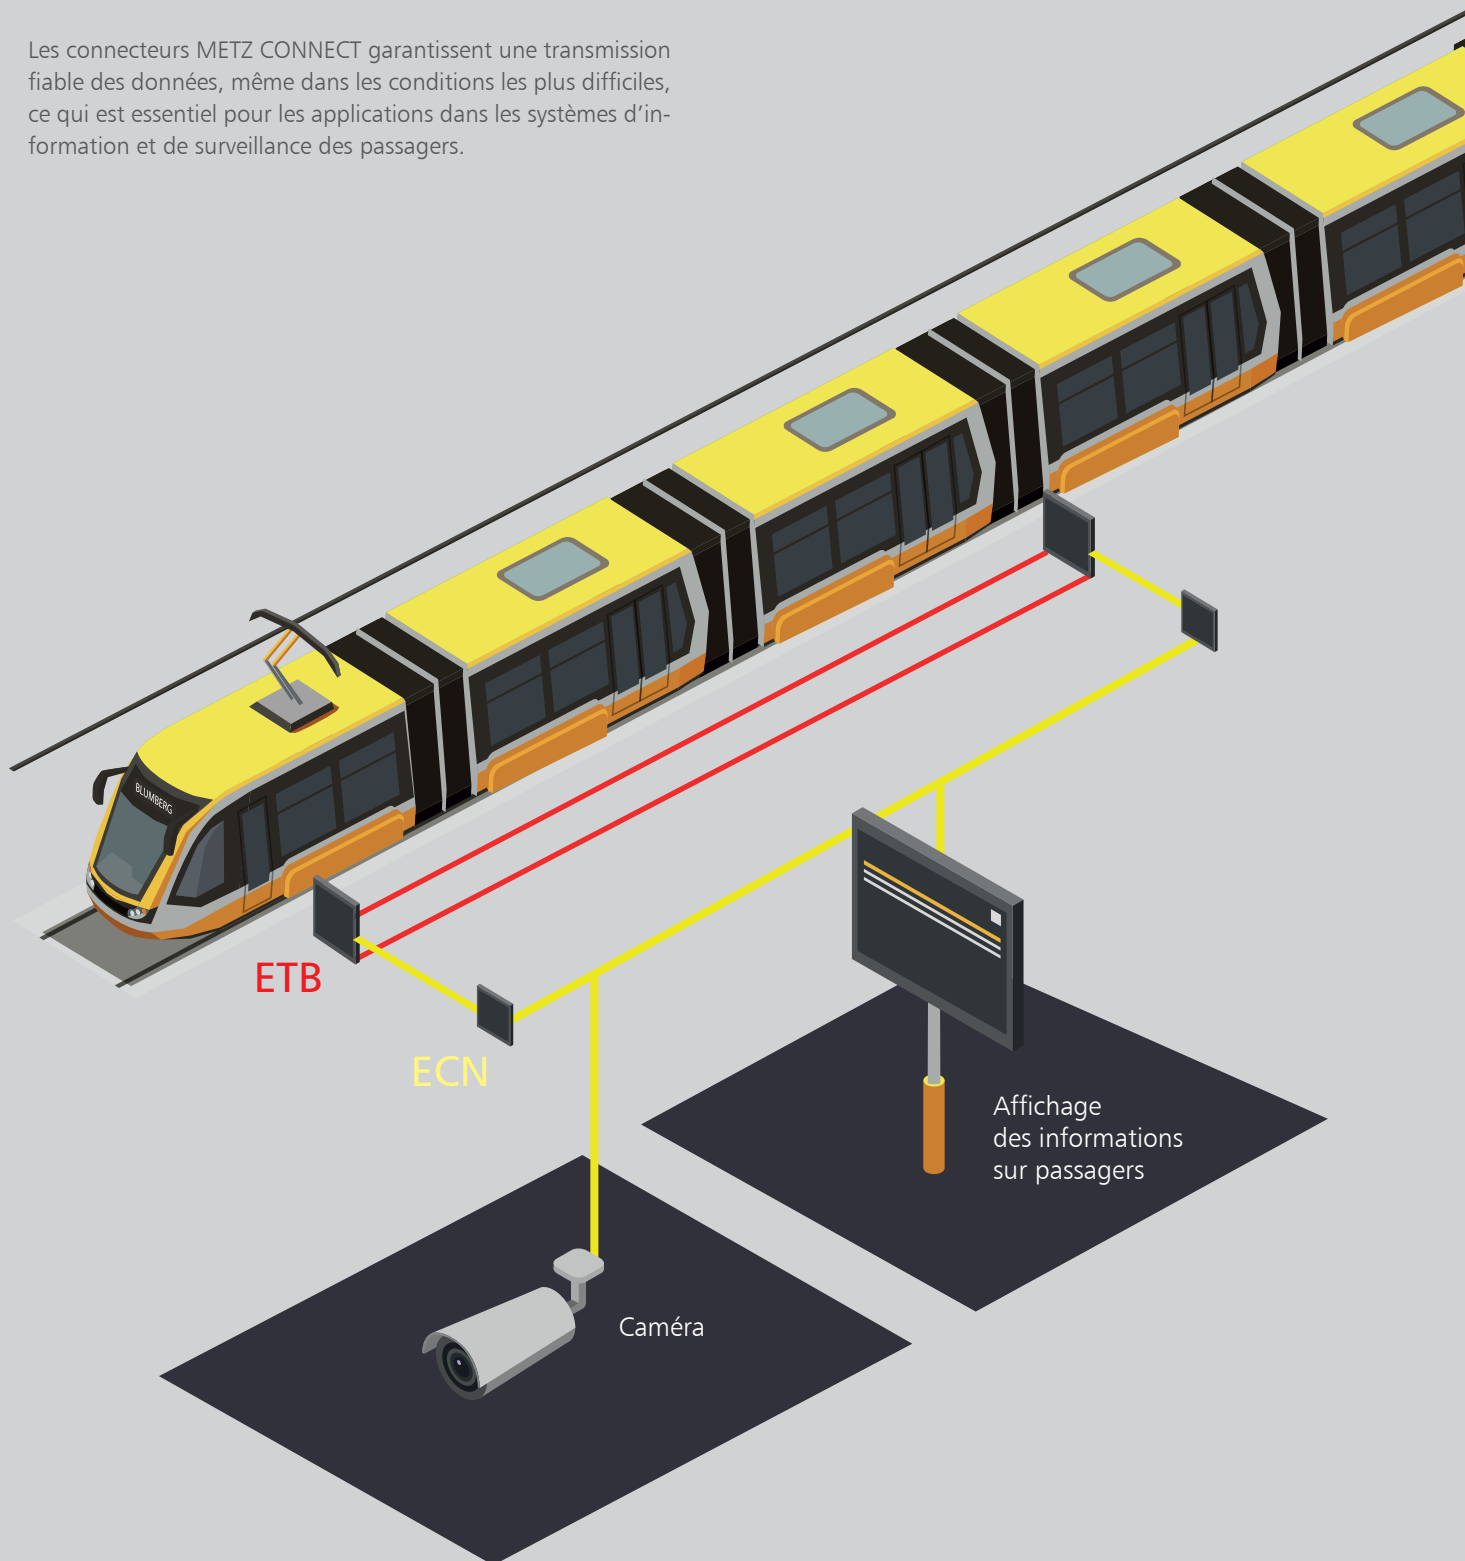 Les connecteurs METZ CONNECT garantissent une transmission
fiable des données, même dans les conditions les plus difficiles,
ce qui est essentiel pour les applications dans les systèmes d’in-
formation et de surveillance des passagers.
BLUMBERG
ETB
ECN
Affichage
des informations
sur passagers
Caméra